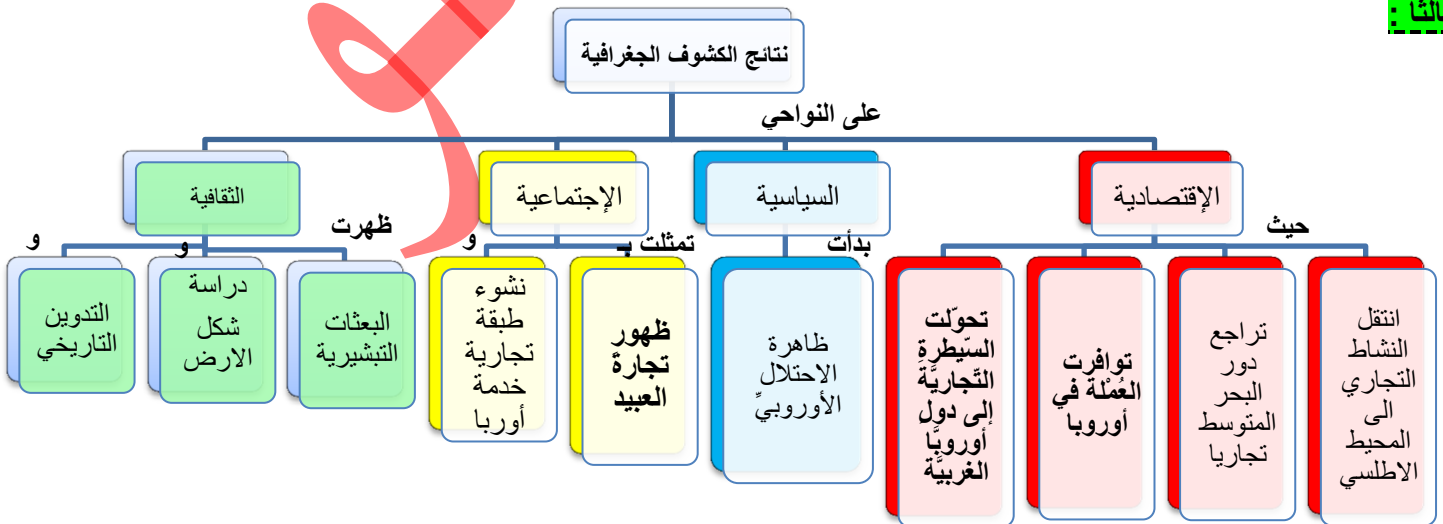 ثالثا :
نتائج الكشوف الجغرافية
على النواحي
الإقتصادية
السياسية
الإجتماعية
الثقافية
حيث
بدأت
تمثلت بـ
و
ظهرت
و
و
انتقل
النشاط
التجاري
الى
المحيط
الاطلسي
تراجع
دور
البحر
المتوسط
تجاريا
توافرت
العُمْلة في
أوروبا
تحوّلت
السّيطرة
التّجاريَّة
إلى دولِ
أوروبَّا
الغربيَّة
ظاهرة
الاحتلال
الأوروبيِّ
ظهور
تجارةً
العبيد
نشوء
طبقة
تجارية
خدمة
أوربا
البعثات
التبشيرية
دراسة
شكل
الارض
التدوين
التاريخي